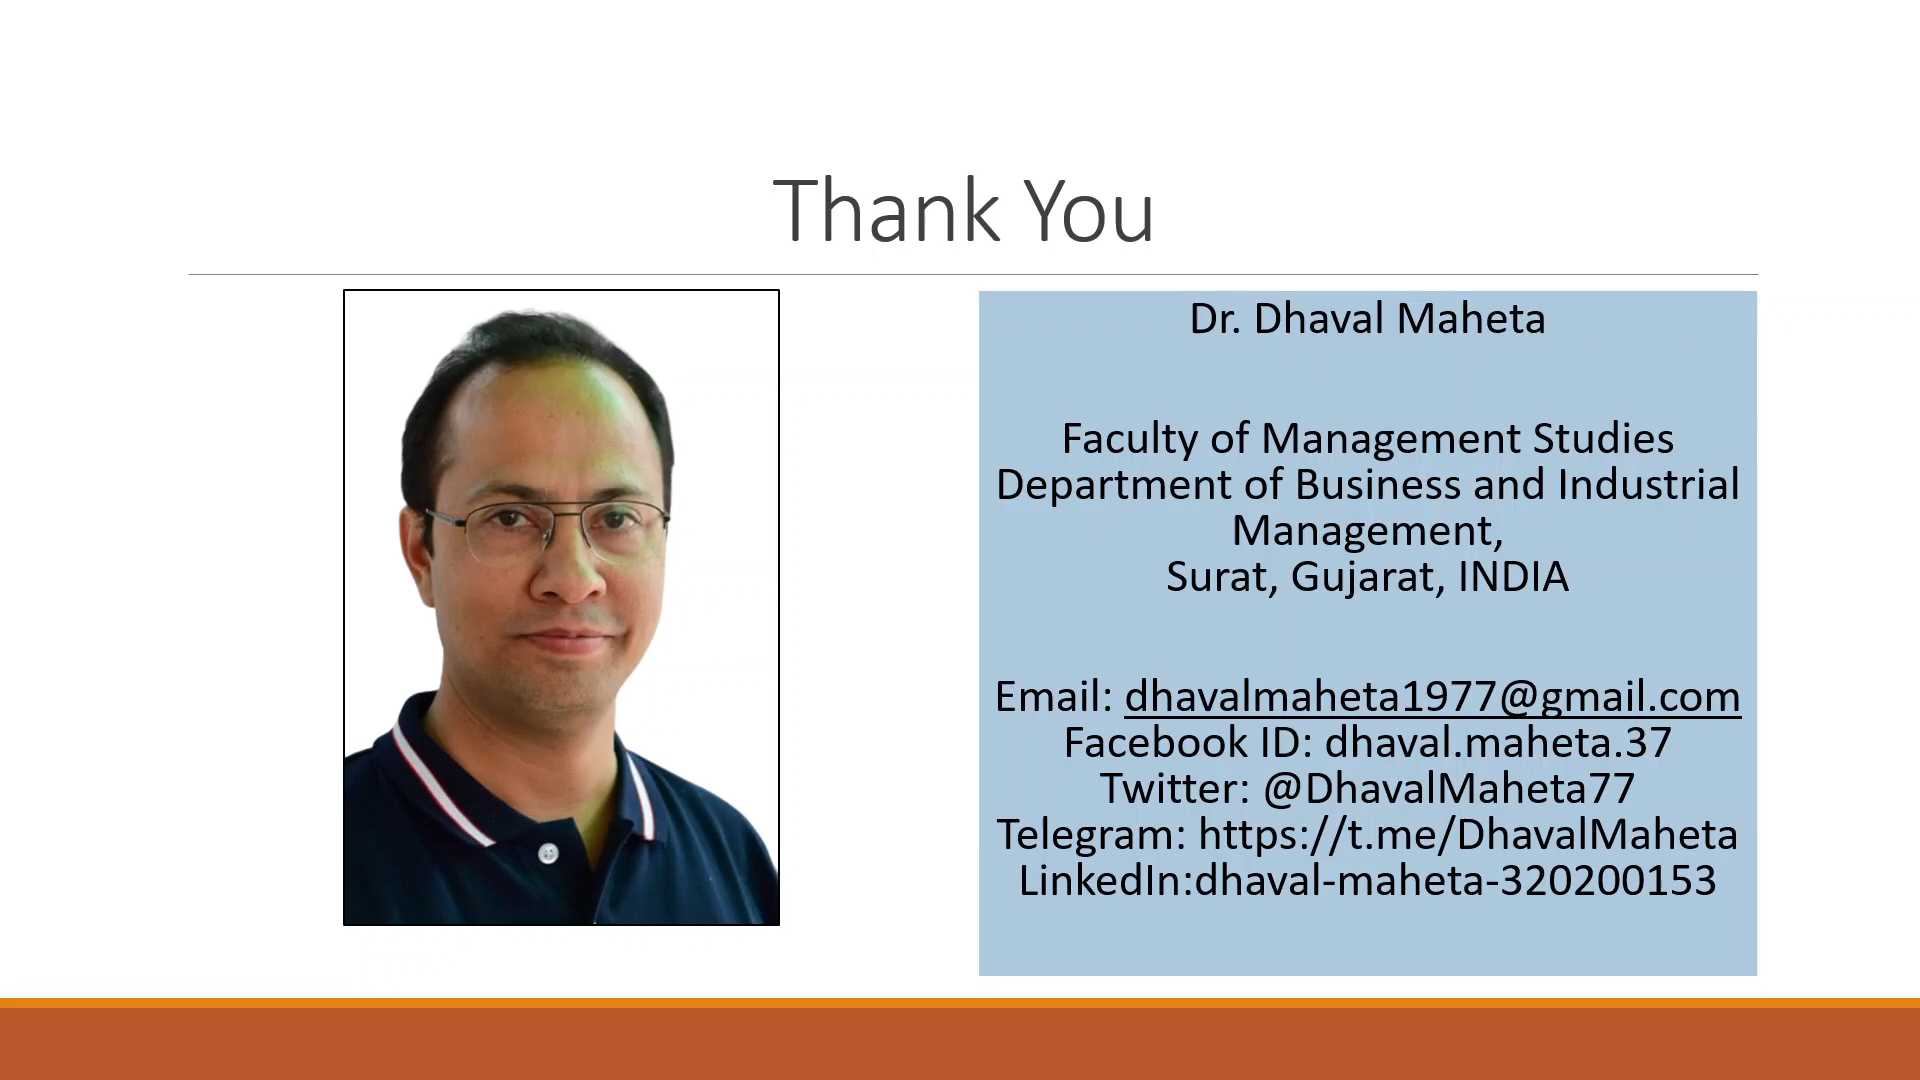 Thank You
Dr. Dhaval Maheta
Faculty of Management Studies
Department of Business and Industrial
Management,
Surat, Gujarat, INDIA
Email: dhavalmaheta1977@gmail.com
Facebook ID: dhaval.maheta.37
Twitter: @DhavalMaheta77
Telegram: https://t.me/DhavalMaheta
LinkedIn:dhaval-maheta-320200153